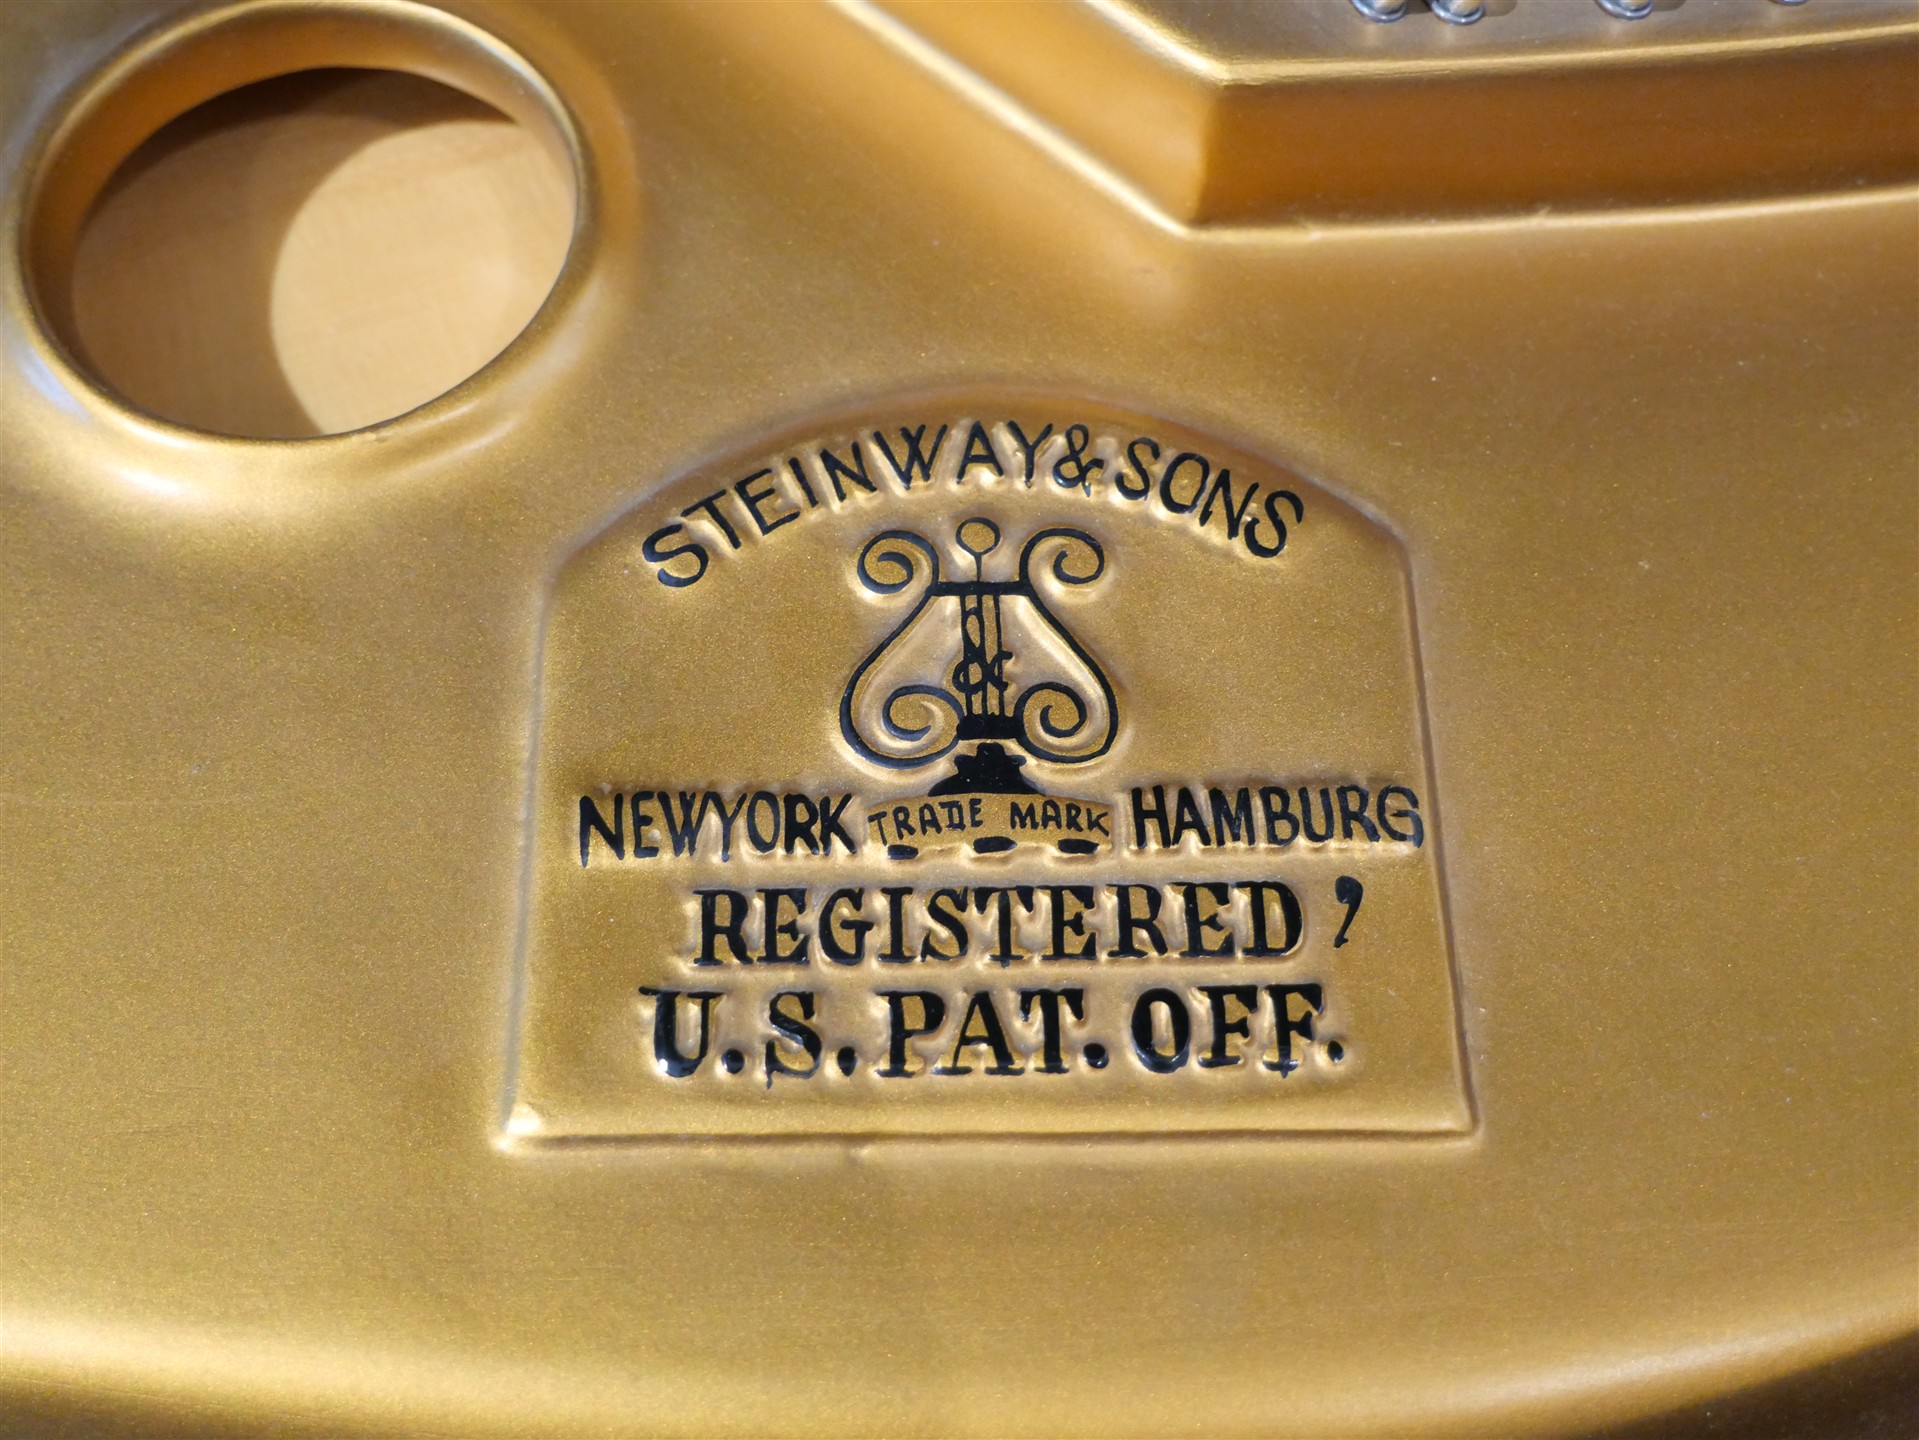 STEINWAY & SONS
NEWYORK TRADE MARK HAMBURG
REGISTERED,
U.S. PAT. OFF.